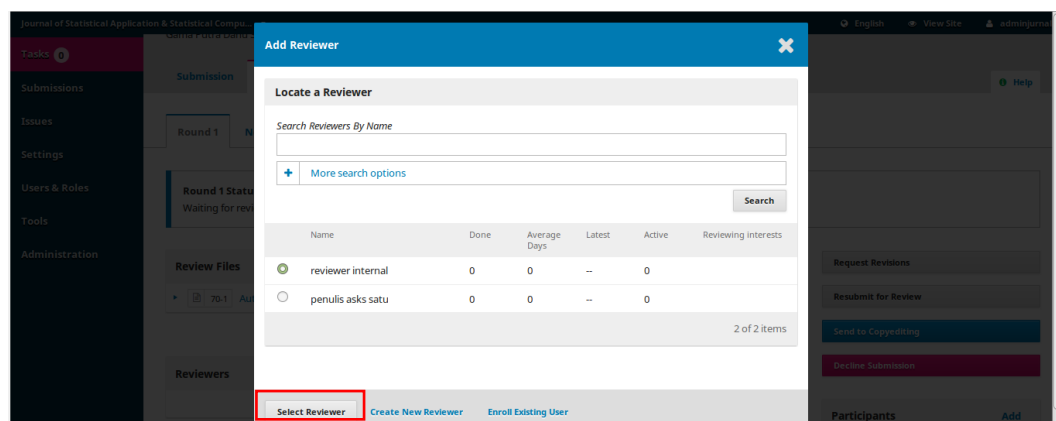 Journal of Statistical Application & Statistical Compu...
English
View Site
adminjurnal
Tasks 0
Submissions
Issues
Settings
Users & Roles
Tools
Administration
Submission
Help
Round 1
Round 1 Statu
Waiting for revi
Review Files
70-1 Aut
Reviewers
Add Reviewer
Locate a Reviewer
Search Reviewers By Name
More search options
Search
Name Done Average Days Latest Active Reviewing interests
reviewer internal 0 0 -- 0
penulis asks satu 0 0 -- 0
2 of 2 items
Select Reviewer Create New Reviewer Enroll Existing User
Request Revisions
Resubmit for Review
Send to Copyediting
Decline Submission
Participants Add